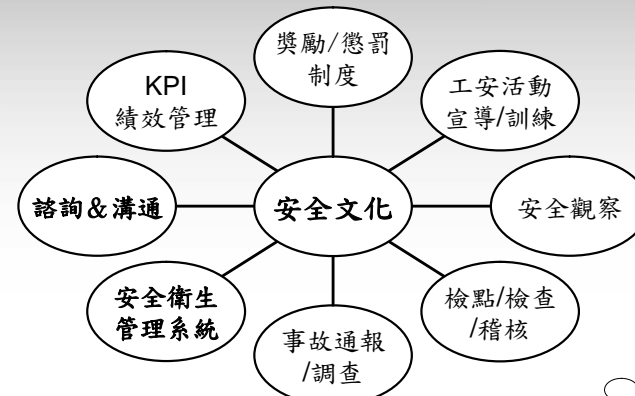 獎勵/懲罰
制度
KPI
績效管理
工安活動
宣導/訓練
諮詢&溝通
安全文化
安全觀察
安全衛生
管理系統
檢點/檢查
/稽核
事故通報
/調查